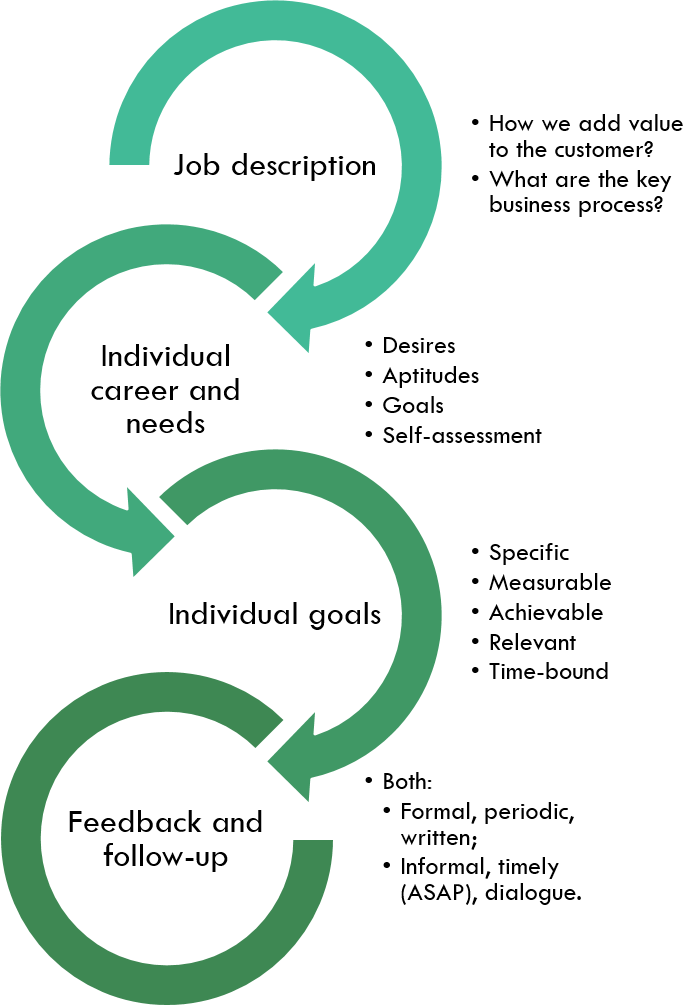 Job description
• How we add value
to the customer?
• What are the key
business process?
Individual
career and
needs
• Desires
• Aptitudes
• Goals
• Self-assessment
Individual goals
• Specific
• Measurable
• Achievable
• Relevant
• Time-bound
Feedback and
follow-up
• Both:
• Formal, periodic,
written;
• Informal, timely
(ASAP), dialogue.